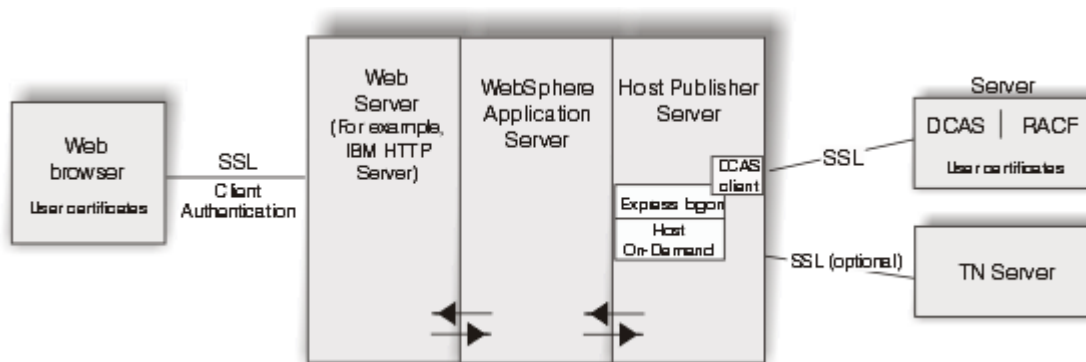 Web
browser
User certificates
SSL
Client
Authentication
Web
Server
(For example,
IBM HTTP
Server)
WebSphere
Application
Server
Host Publisher
Server
DCAS
client
Express logon
Host
On-Demand
SSL
SSL (optional)
Server
DCAS | RACF
User certificates
TN Server